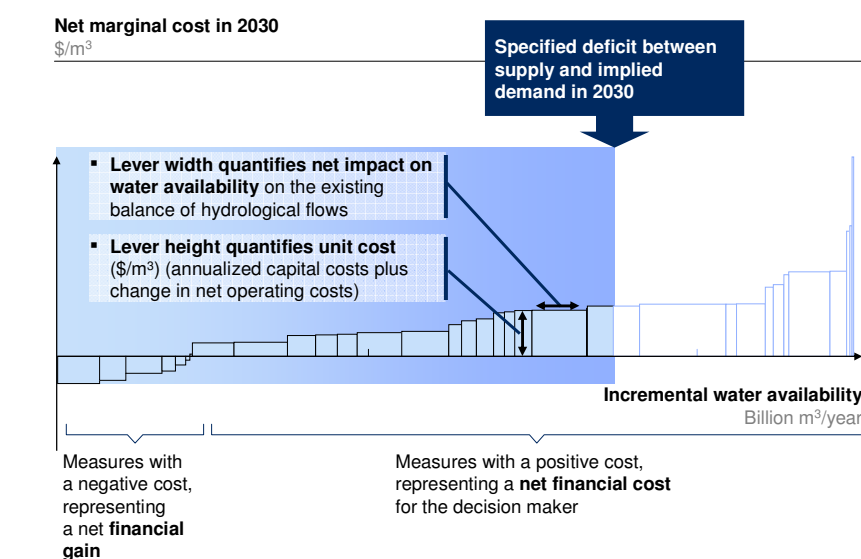 Net marginal cost in 2030
$/m³
Specified deficit between
supply and implied
demand in 2030
▪ Lever width quantifies net impact on
water availability on the existing
balance of hydrological flows
▪ Lever height quantifies unit cost
($/m³) (annualized capital costs plus
change in net operating costs)
Incremental water availability
Billion m³/year
Measures with
a negative cost,
representing
a net financial
gain
Measures with a positive cost,
representing a net financial cost
for the decision maker